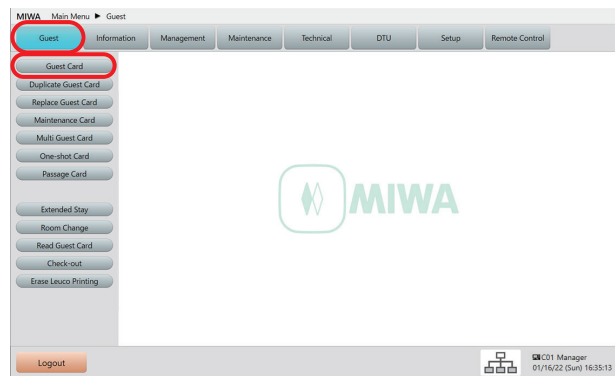 MIWA Main Menu ► Guest
Guest Information Management Maintenance Technical DTU Setup Remote Control
Guest Card
Duplicate Guest Card
Replace Guest Card
Maintenance Card
Multi Guest Card
One-shot Card
Passage Card
MIWA
Extended Stay
Room Change
Read Guest Card
Check-out
Erase Leuco Printing
Logout
C01 Manager
01/16/22 (Sun) 16:35:13